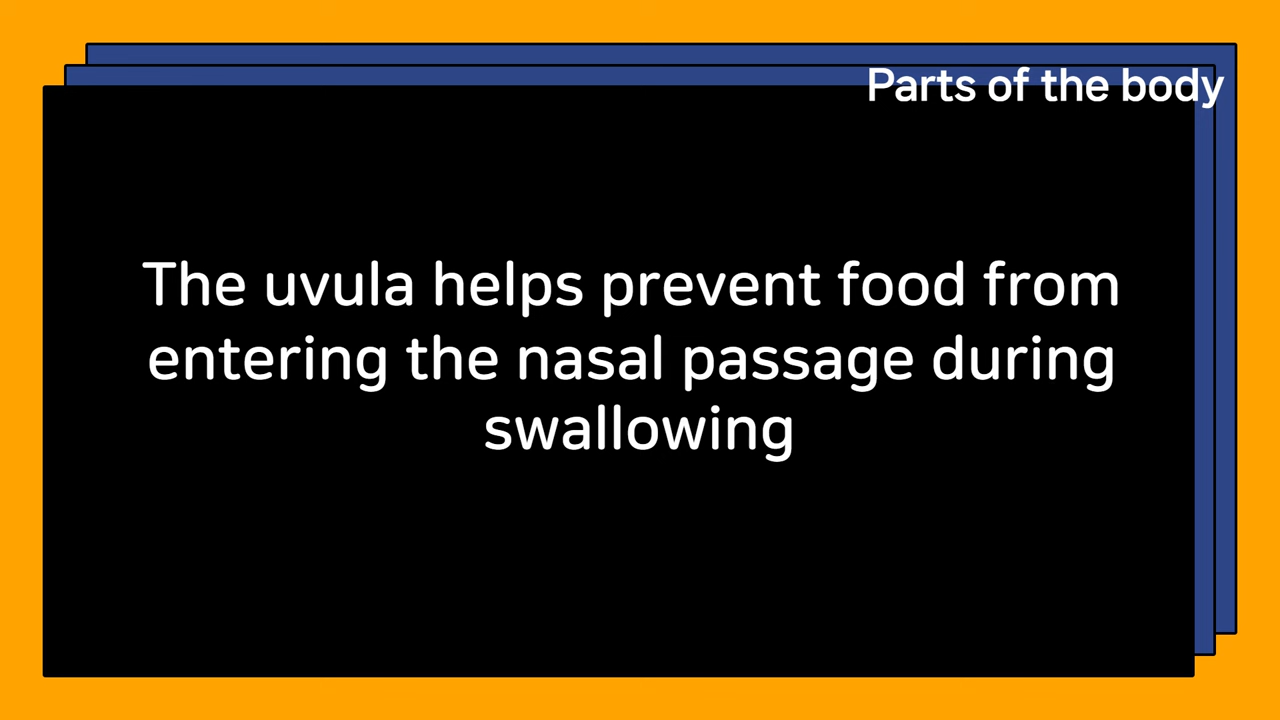 Parts of the body
The uvula helps prevent food from
entering the nasal passage during
swallowing